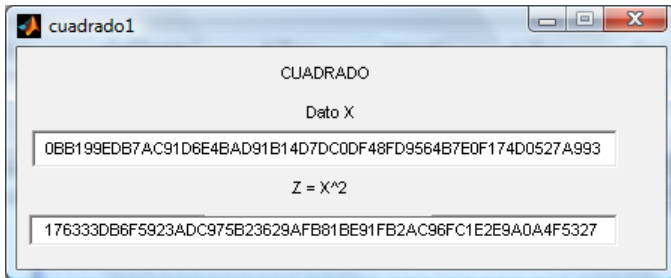 cuadrado1
CUADRADO
Dato X
0BB199EDB7AC91D6E4BAD91B14D7DC0DF48FD9564B7E0F174D0527A993
Z = X^2
176333DB6F5923ADC975B23629AFB81BE91FB2AC96FC1E2E9A0A4F5327